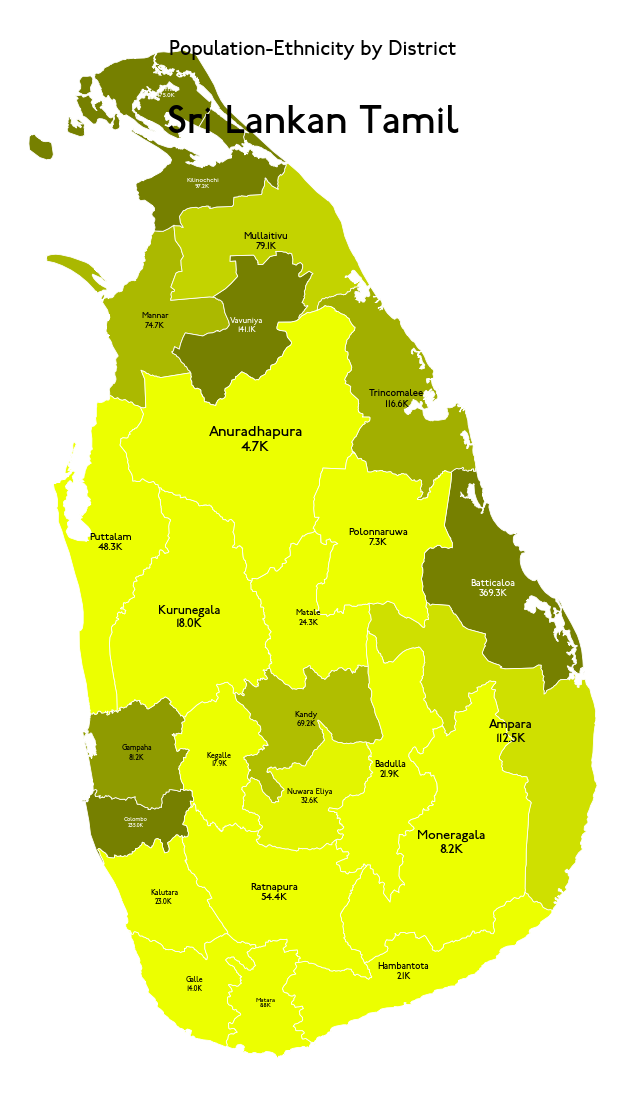 Population-Ethnicity by District
Sri Lankan Tamil
Kilinochchi
97.2K
Mullaitivu
79.1K
Mannar
74.7K
Vavuniya
141.1K
Trincomalee
116.6K
Anuradhapura
4.7K
Puttalam
48.3K
Polonnaruwa
7.3K
Batticaloa
369.3K
Kurunegala
18.0K
Matale
24.3K
Kandy
69.2K
Ampara
112.5K
Gampaha
81.2K
Kegalle
17.9K
Badulla
21.9K
Nuwara Eliya
32.6K
Colombo
Moneragala
8.2K
Ratnapura
54.4K
Kalutara
23.0K
Hambantota
2.1K
Galle
14.0K
Matara
8.8K